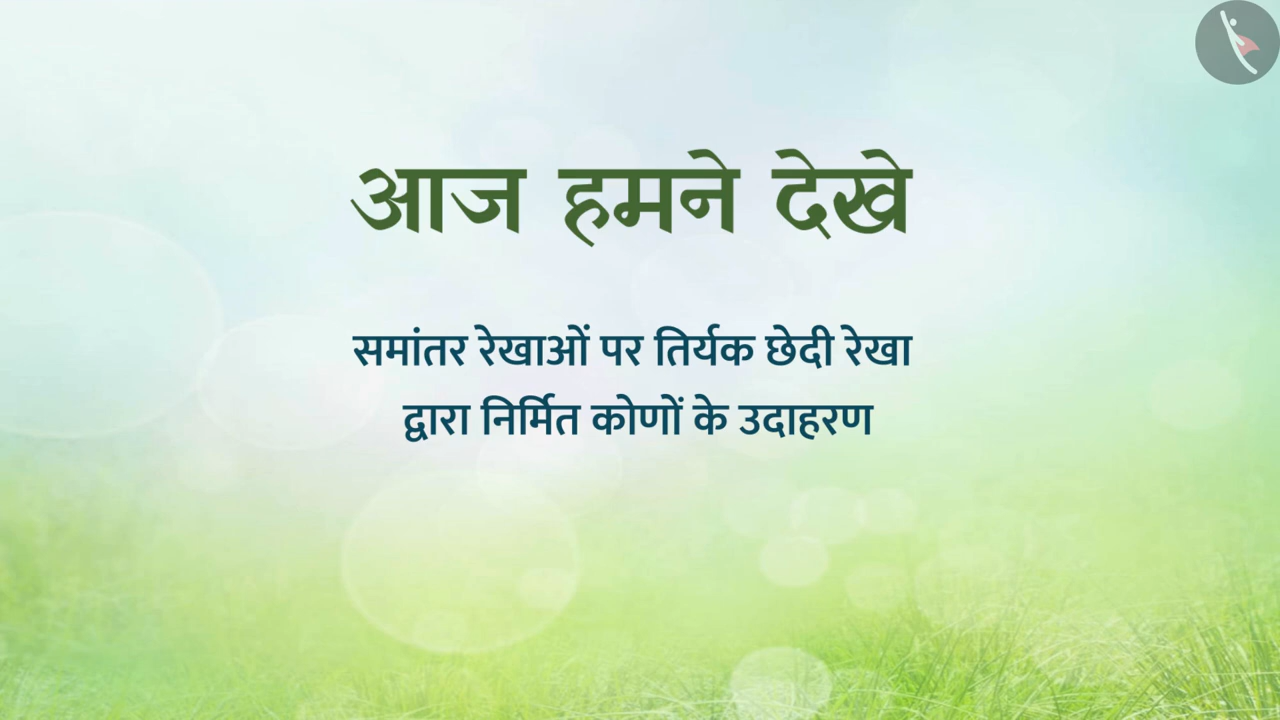 आज हमने देखे
समांतर रेखाओं पर तिर्यक छेदी रेखा
द्वारा निर्मित कोणों के उदाहरण